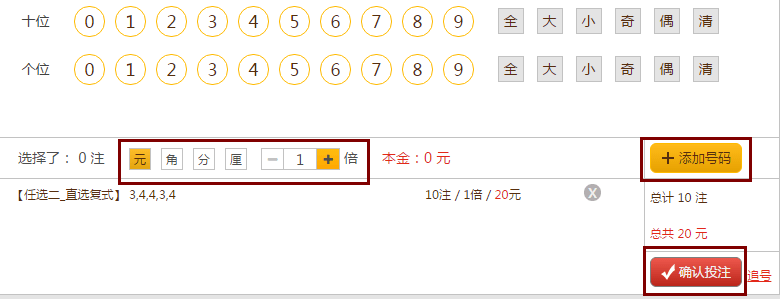 十位 0 1 2 3 4 5 6 7 8 9 全 大 小 奇 偶 清
个位 0 1 2 3 4 5 6 7 8 9 全 大 小 奇 偶 清
选择了： 0 注 元 角 分 厘 － 1 + 倍 本金：0 元 + 添加号码
【任选二_直选复式】 3,4,4,3,4 10注 / 1倍 / 20元 X 总计 10 注
总共 20 元
确认投注 追号